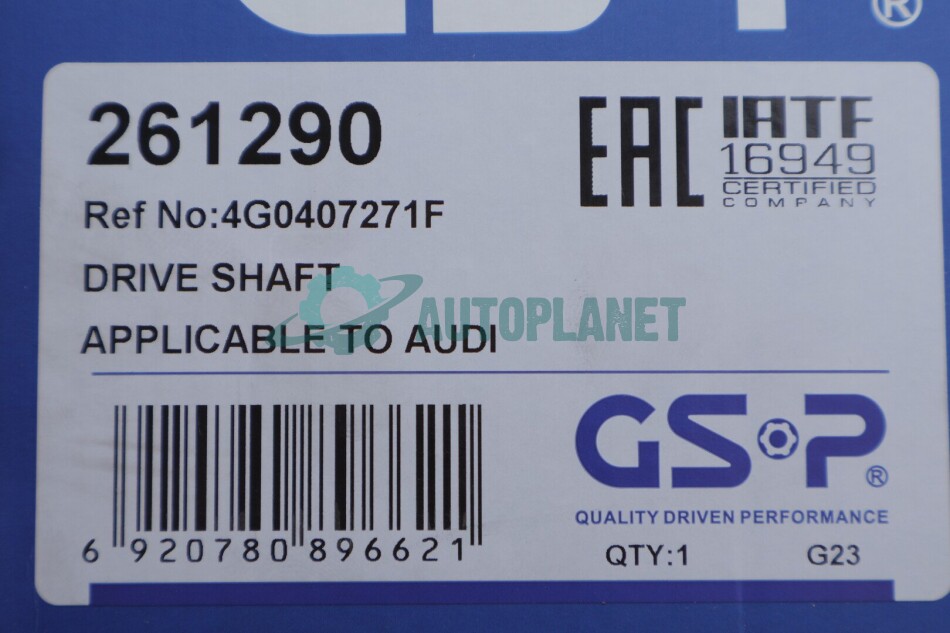 ®
261290
EAC
IATF
16949
CERTIFIED
COMPANY
Ref No:4G0407271F
DRIVE SHAFT
AUTOPLANET
APPLICABLE TO AUDI
GSP®
QUALITY DRIVEN PERFORMANCE
6 920780 896621
QTY:1 G23